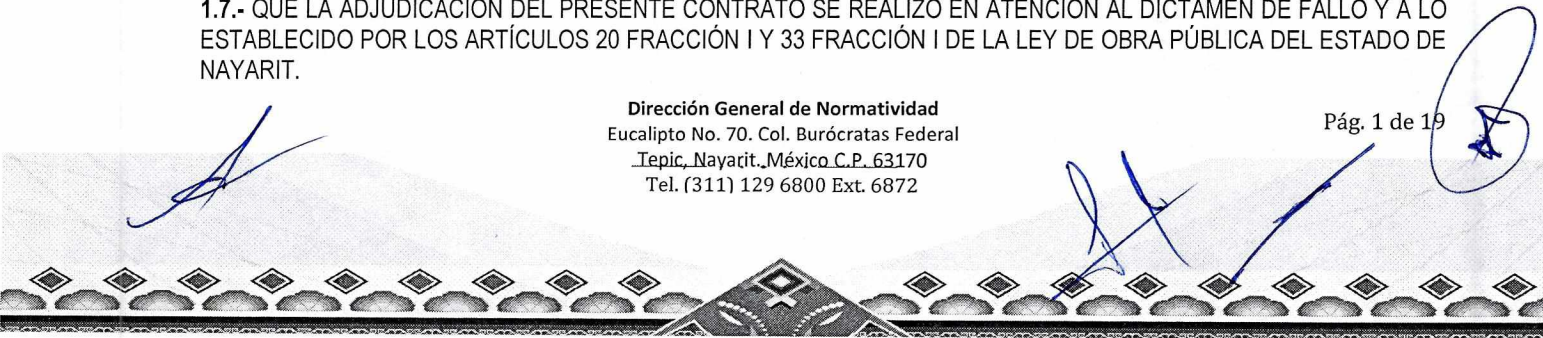 1.7.- QUE LA ADJUDICACIÓN DEL PRESENTE CONTRATO SE REALIZÓ EN ATENCIÓN AL DICTAMEN DE FALLO Y A LO
ESTABLECIDO POR LOS ARTÍCULOS 20 FRACCIÓN I Y 33 FRACCIÓN I DE LA LEY DE OBRA PÚBLICA DEL ESTADO DE
NAYARIT.
Dirección General de Normatividad
Eucalipto No. 70. Col. Burócratas Federal
Tepic, Nayarit. México C.P. 63170
Tel. (311) 129 6800 Ext. 6872
Pág. 1 de 19